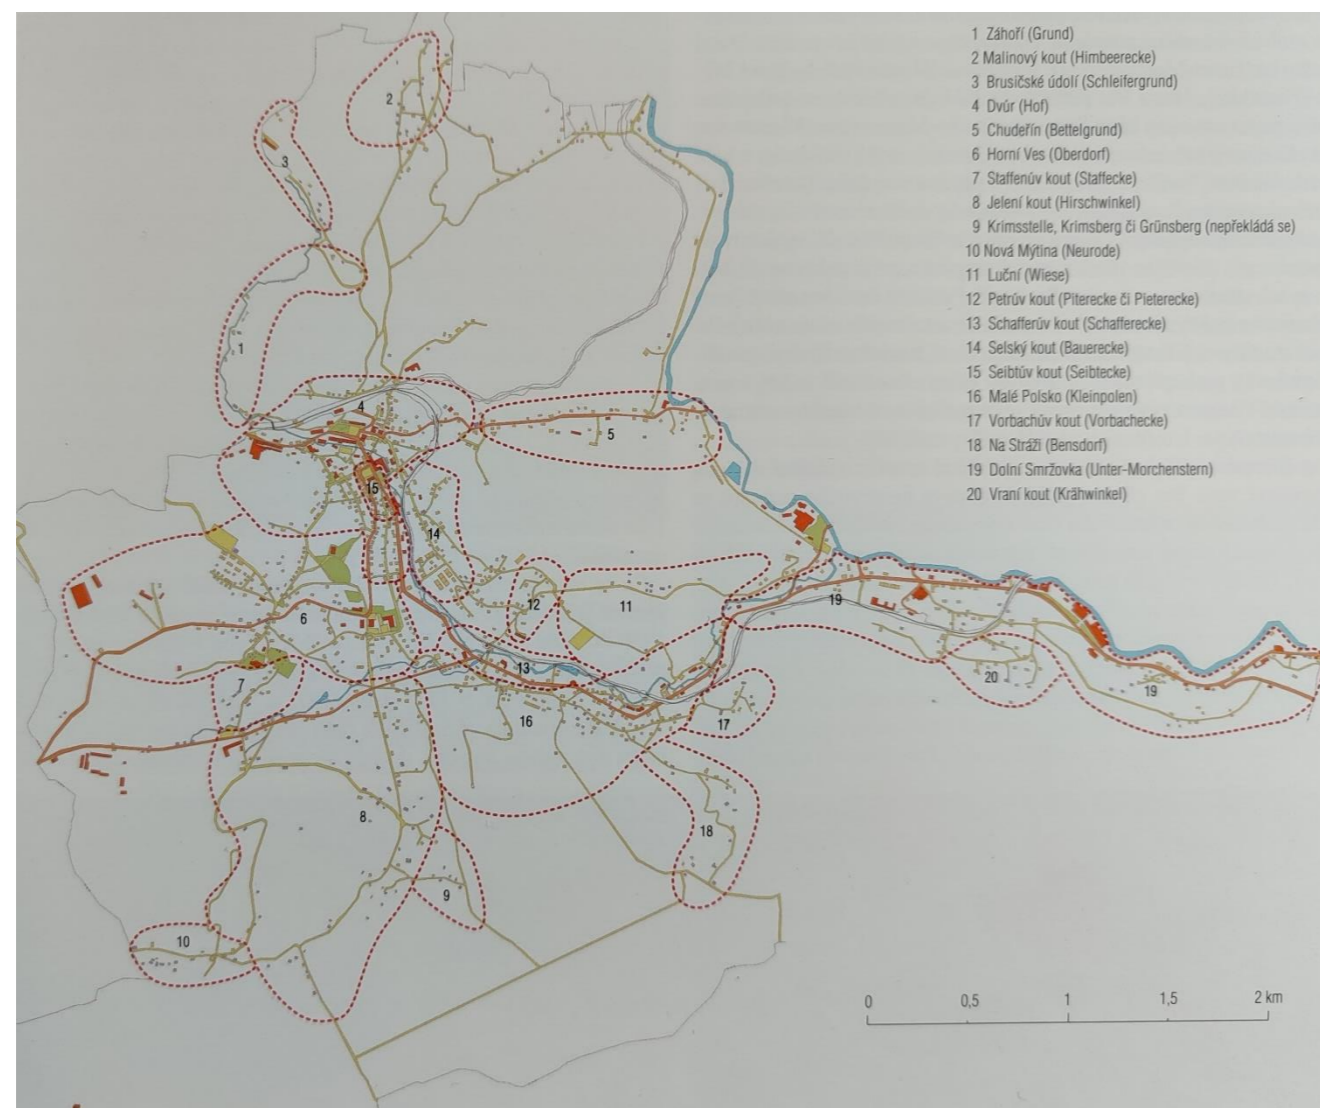 1 Záhoří (Grund)
2 Malinový kout (Himbeerecke)
3 Brusičské údolí (Schleifergrund)
4 Dvůr (Hof)
5 Chudeřín (Bettelgrund)
6 Horní Ves (Oberdorf)
7 Staffenův kout (Staffecke)
8 Jelení kout (Hirschwinkel)
9 Krimsstelle, Krimsberg či Grünsberg (nepřekládá se)
10 Nová Mýtina (Neurode)
11 Luční (Wiese)
12 Petrův kout (Piterecke či Pieterecke)
13 Schafferův kout (Schafferecke)
14 Selský kout (Bauerecke)
15 Seibtův kout (Seibtecke)
16 Malé Polsko (Kleinpolen)
17 Vorbachův kout (Vorbachecke)
18 Na Stráži (Bensdorf)
19 Dolní Smržovka (Unter-Morchenstern)
20 Vraní kout (Krähwinkel)
2
3
1
4
5
15
14
12
11
19
6
13
7
20
19
16
17
8
18
9
10
0 0,5 1 1,5 2 km